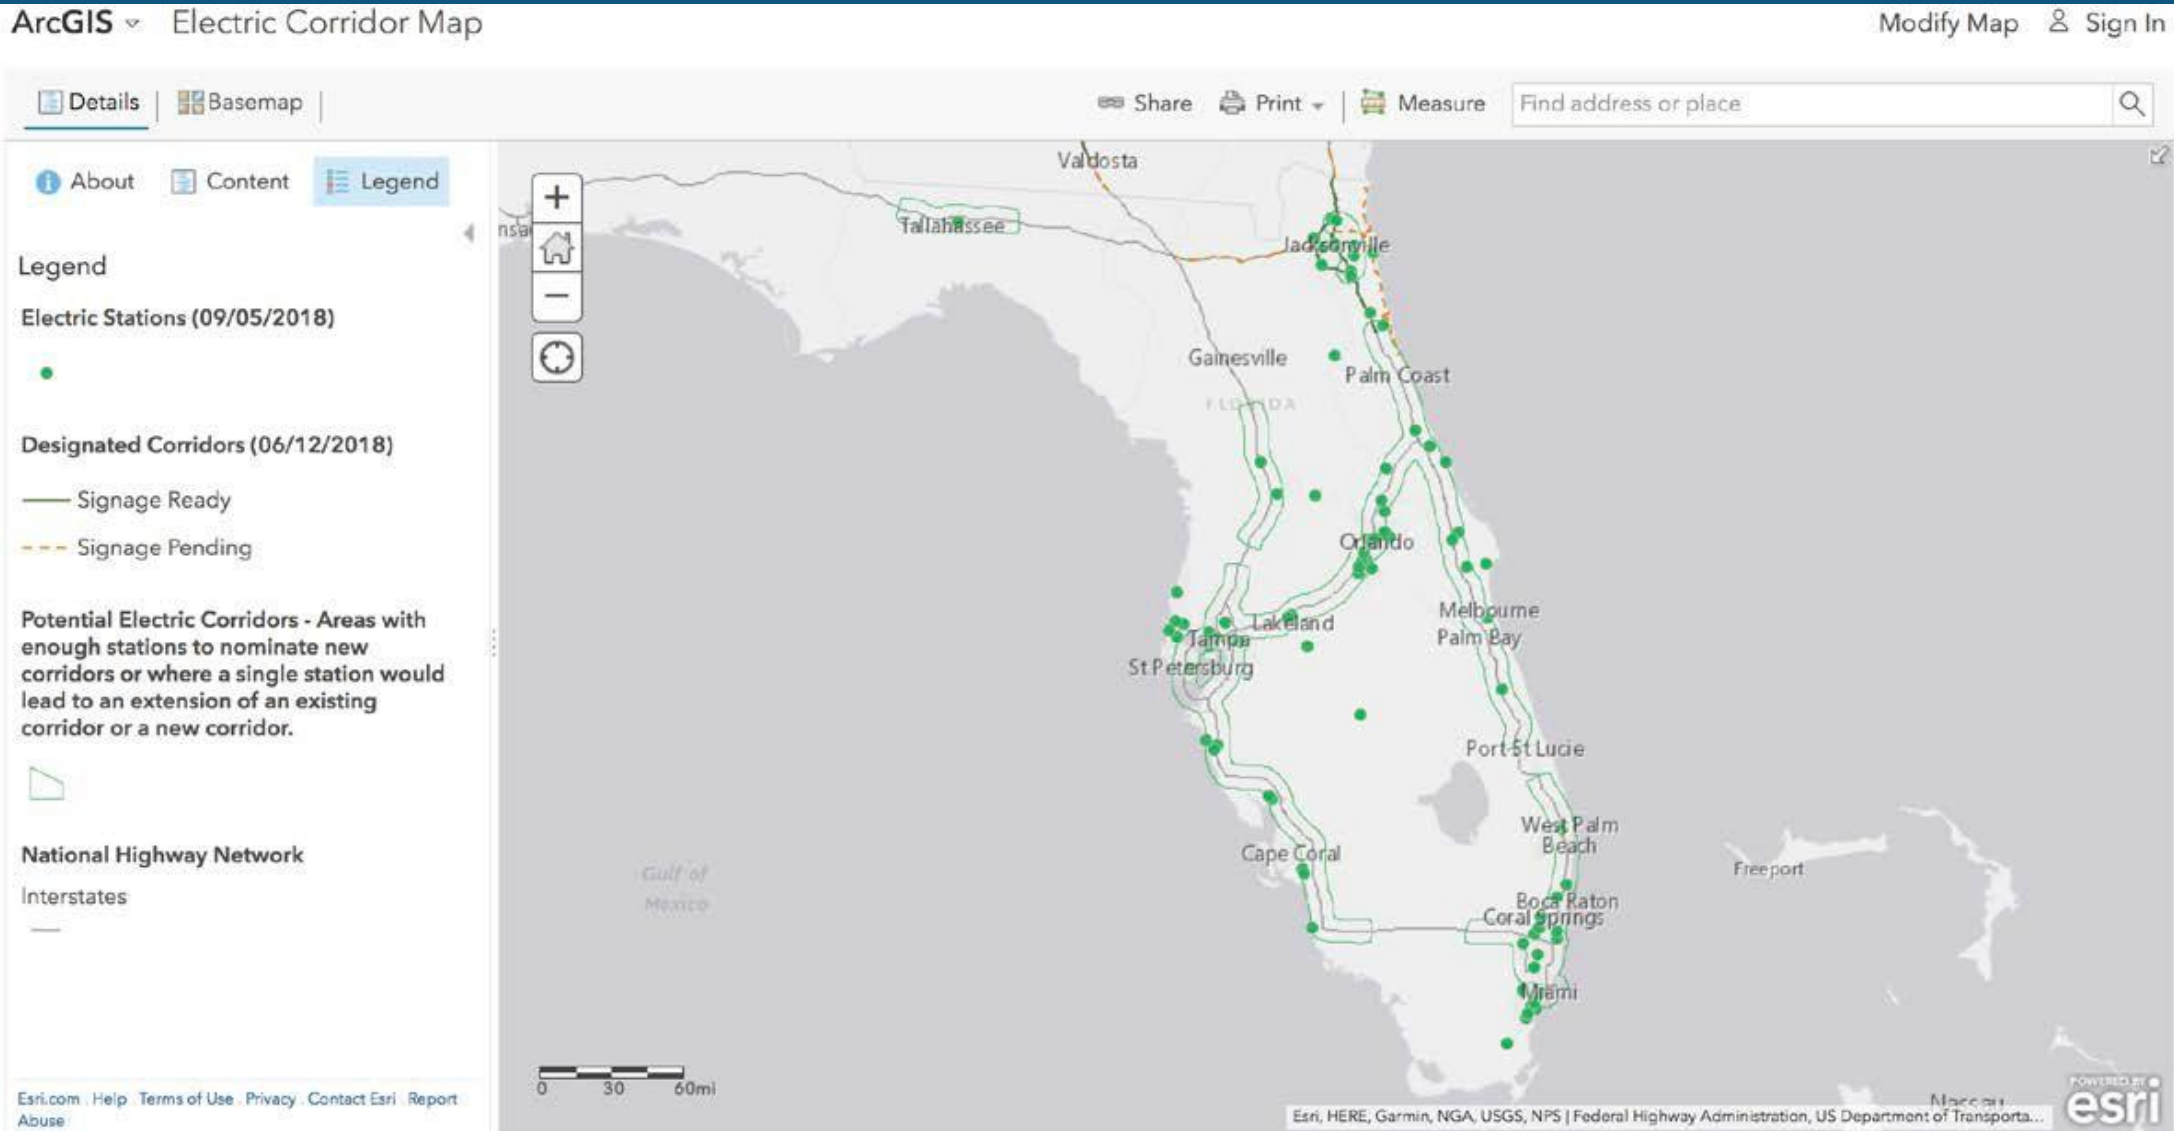 ArcGIS Electric Corridor Map Modify Map Sign In
Details Basemap Share Print Measure Find address or place
About Content Legend
Legend
Electric Stations (09/05/2018)
Designated Corridors (06/12/2018)
Signage Ready
Signage Pending
Potential Electric Corridors - Areas with
enough stations to nominate new
corridors or where a single station would
lead to an extension of an existing
corridor or a new corridor.
National Highway Network
Interstates
Esri.com . Help . Terms of Use . Privacy . Contact Esri . Report
Abuse
+
−
Valdosta
nsa
Tallahassee
Jacksonville
Gainesville
Palm Coast
FLORIDA
Orlando
Melbourne
Lakeland
Palm Bay
Tampa
St Petersburg
Port St Lucie
West Palm
Beach
Cape Coral
Freeport
Gulf of
Mexico
Boca Raton
Coral Springs
Miami
0 30 60mi
Nassau
POWERED BY
esri
Esri, HERE, Garmin, NGA, USGS, NPS | Federal Highway Administration, US Department of Transporta...